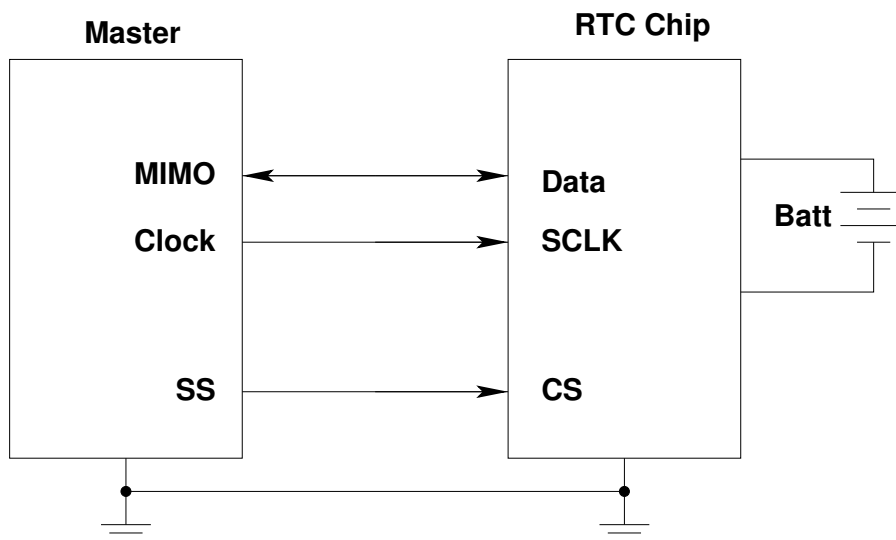 Master
RTC Chip
MIMO
Data
Batt
Clock
SCLK
SS
CS